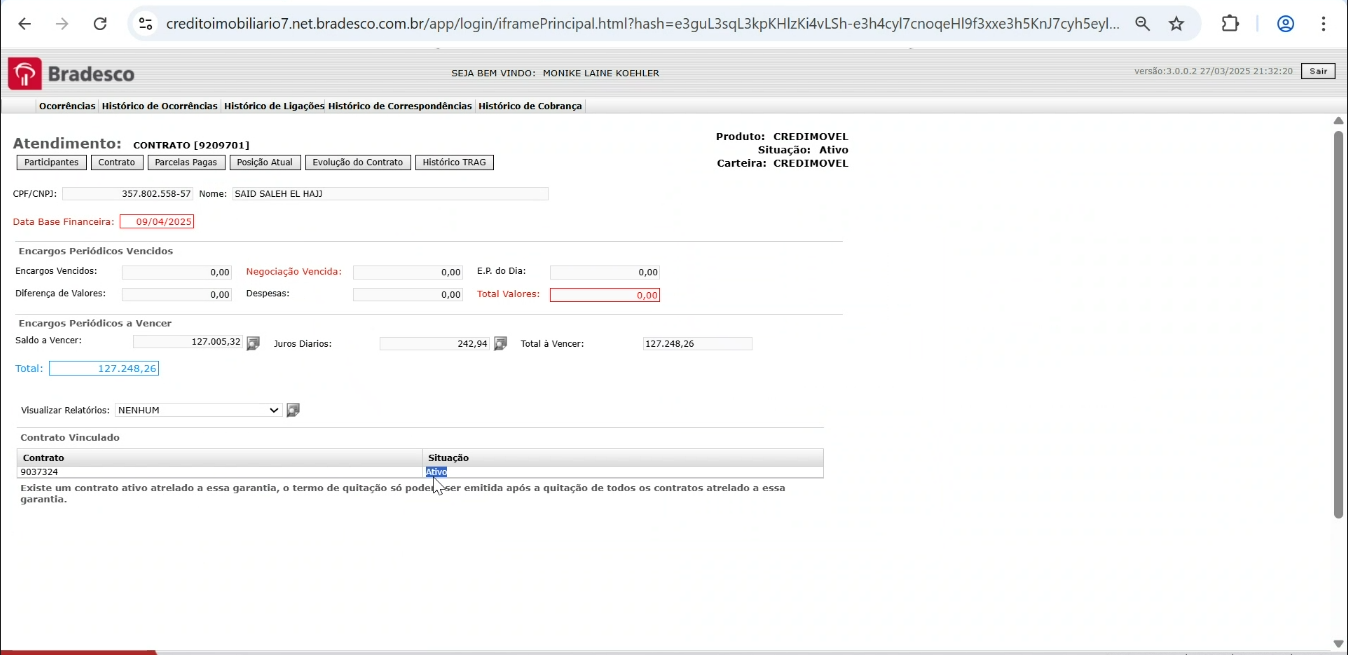 creditoimobiliario7.net.bradesco.com.br/app/login/iframePrincipal.html?hash=e3guL3sqL3kpKHlzKi4vLSh-e3h4cyl7cnoqeHl9f3xxe3h5KnJ7cyh5eyl...
Bradesco
SEJA BEM VINDO: MONIKE LAINE KOEHLER
versão:3.0.0.2 27/03/2025 21:32:20 Sair
Ocorrências Histórico de Ocorrências Histórico de Ligações Histórico de Correspondências Histórico de Cobrança
Atendimento: CONTRATO [9209701]
Produto: CREDIMOVEL
Situação: Ativo
Carteira: CREDIMOVEL
Participantes Contrato Parcelas Pagas Posição Atual Evolução do Contrato Histórico TRAG
CPF/CNPJ: 357.802.558-57 Nome: SAID SALEH EL HAJJ
Data Base Financeira: 09/04/2025
Encargos Periódicos Vencidos
Encargos Vencidos: 0,00 Negociação Vencida: 0,00 E.P. do Dia: 0,00
Diferença de Valores: 0,00 Despesas: 0,00 Total Valores: 0,00
Encargos Periódicos a Vencer
Saldo a Vencer: 127.005,32 Juros Diarios: 242,94 Total à Vencer: 127.248,26
Total: 127.248,26
Visualizar Relatórios: NENHUM
Contrato Vinculado
Contrato Situação
9037324 Ativo
Existe um contrato ativo atrelado a essa garantia, o termo de quitação só poderá ser emitida após a quitação de todos os contratos atrelado a essa
garantia.